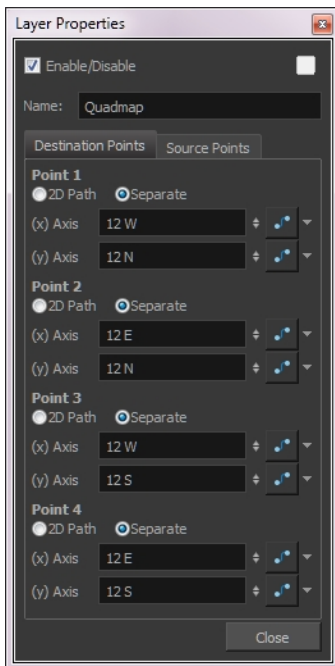 Layer Properties
Enable/Disable
Name: Quadmap
Destination Points Source Points
Point 1
2D Path Separate
(x) Axis 12 W
(y) Axis 12 N
Point 2
2D Path Separate
(x) Axis 12 E
(y) Axis 12 N
Point 3
2D Path Separate
(x) Axis 12 W
(y) Axis 12 S
Point 4
2D Path Separate
(x) Axis 12 E
(y) Axis 12 S
Close